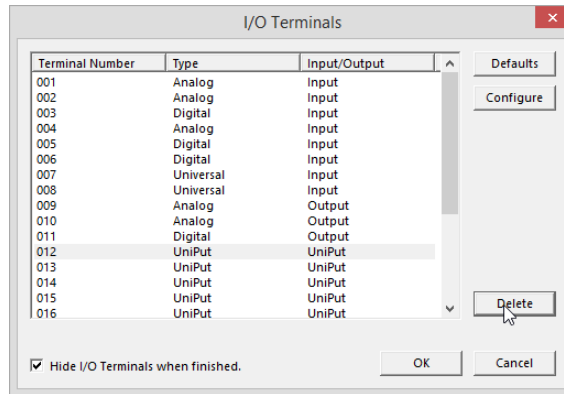 I/O Terminals
Terminal Number Type Input/Output
001 Analog Input
002 Analog Input
003 Digital Input
004 Analog Input
005 Digital Input
006 Digital Input
007 Universal Input
008 Universal Input
009 Analog Output
010 Analog Output
011 Digital Output
012 UniPut UniPut
013 UniPut UniPut
014 UniPut UniPut
015 UniPut UniPut
016 UniPut UniPut
Defaults
Configure
Delete
Hide I/O Terminals when finished.
OK
Cancel